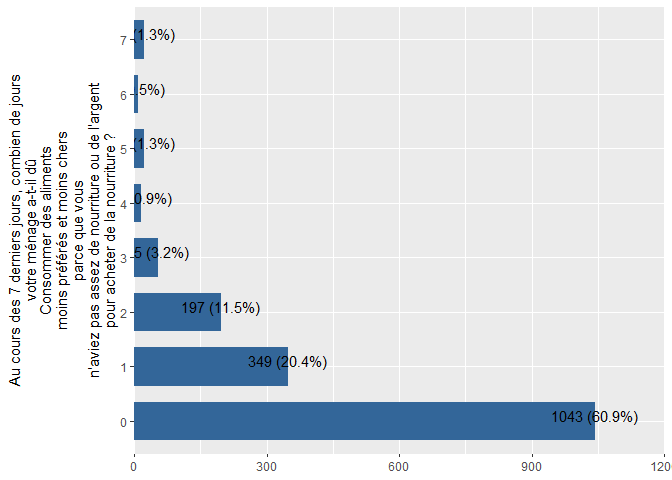 Au cours des 7 derniers jours, combien de jours
votre ménage a-t-il dû
Consommer des aliments
moins préférés et moins chers
parce que vous
n'aviez pas assez de nourriture ou de l'argent
pour acheter de la nourriture ?
7 (1.3%)
6 5%)
5 (1.3%)
4 0.9%)
3 5 (3.2%)
2 197 (11.5%)
1 349 (20.4%)
0 1043 (60.9%)
0 300 600 900 120